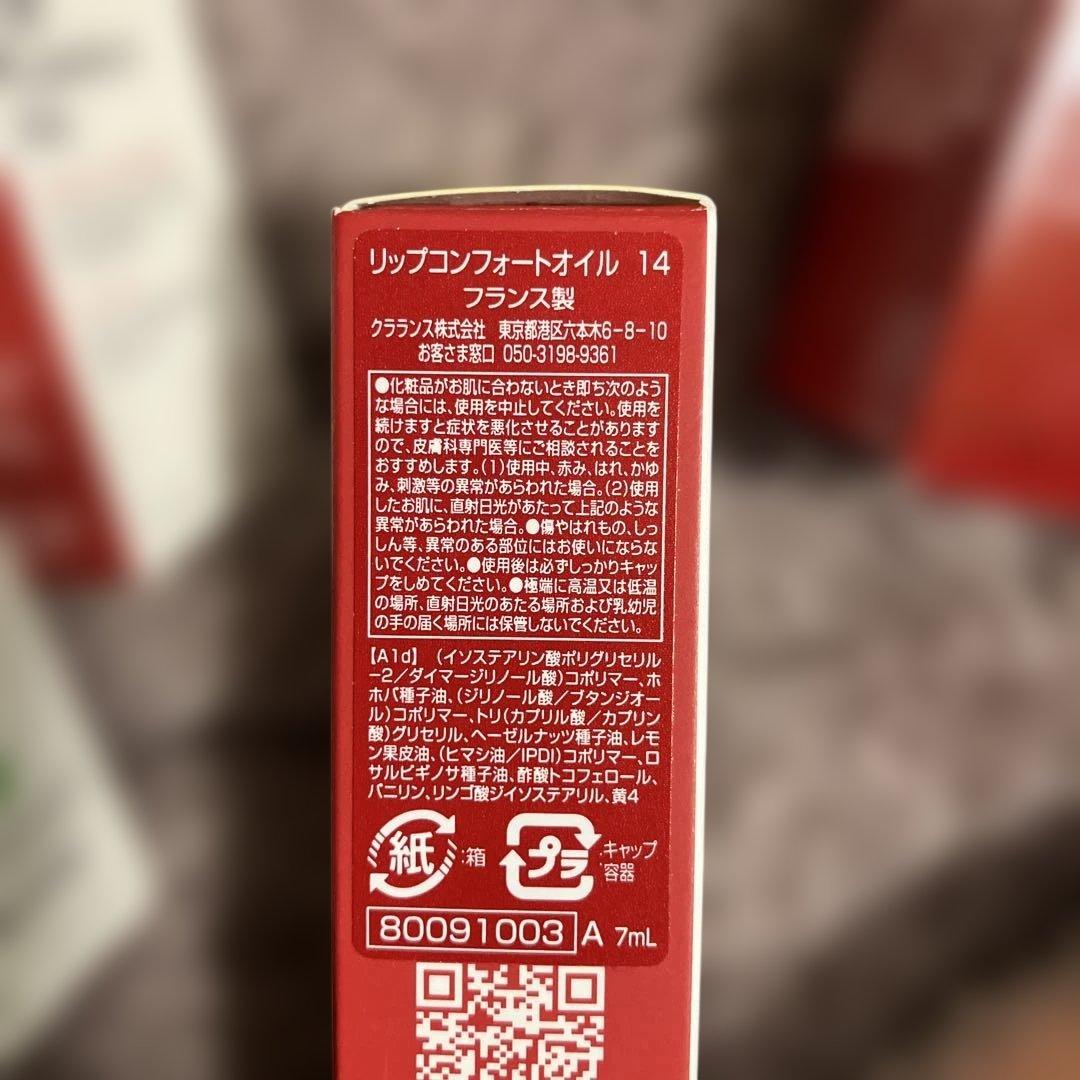 リップコンフォートオイル 14
フランス製
クラランス株式会社 東京都港区六本木6-8-10
お客さま窓口 050-3198-9361
●化粧品がお肌に合わないとき即ち次のよう
な場合には、使用を中止してください。使用を
続けますと症状を悪化させることがあります
ので、皮膚科専門医等にご相談されることを
おすすめします。(1)使用中、赤み、はれ、かゆ
み、刺激等の異常があらわれた場合。(2)使用
したお肌に、直射日光があたって上記のような
異常があらわれた場合。●傷やはれもの、しっ
しん等、異常のある部位にはお使いにならな
いでください。●使用後は必ずしっかりキャッ
プをしめてください。●極端に高温又は低温
の場所、直射日光のあたる場所および乳幼児
の手の届く場所には保管しないでください。
【A1d】 (イソステアリン酸ポリグリセリル
-2/ダイマージリノール酸)コポリマー、ホ
ホバ種子油、(ジリノール酸/ブタンジオー
ル)コポリマー、トリ(カプリル酸/カプリン
酸)グリセリル、ヘーゼルナッツ種子油、レモ
ン果皮油、(ヒマシ油/IPDI)コポリマー、ロ
サルビギノサ種子油、酢酸トコフェロール、
バニリン、リンゴ酸ジイソステアリル、黄4
紙 :箱 プラ :キャップ
容器
80091003 A 7mL